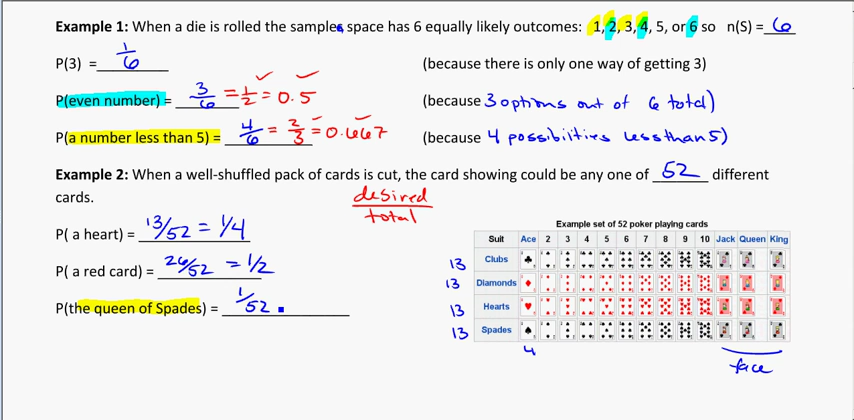 Example 1: When a die is rolled the sample space has 6 equally likely outcomes: 1, 2, 3, 4, 5, or 6 so n(S) = 6
P(3) = 1/6 (because there is only one way of getting 3)
P(even number) = 3/6 = 1/2 = 0.5 (because 3 options out of 6 total)
P(a number less than 5) = 4/6 = 2/3 = 0.667 (because 4 possibilities less than 5)
Example 2: When a well-shuffled pack of cards is cut, the card showing could be any one of 52 different
cards.
desired/total
P( a heart) = 13/52 = 1/4
P( a red card) = 26/52 = 1/2
P(the queen of Spades) = 1/52
Example set of 52 poker playing cards
Suit Ace 2 3 4 5 6 7 8 9 10 Jack Queen King
13 Clubs
13 Diamonds
13 Hearts
13 Spades
4 face